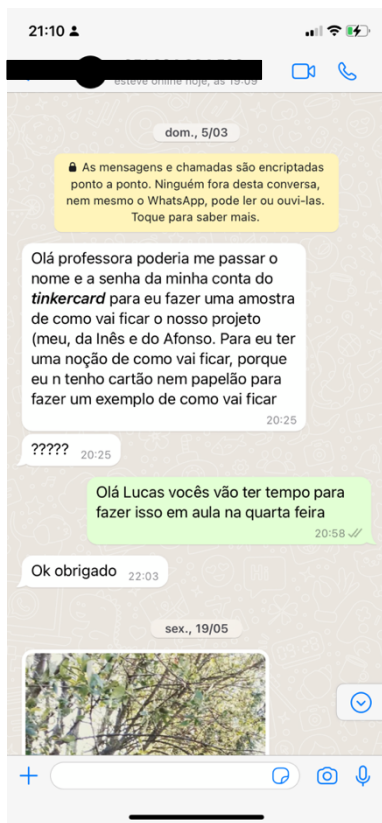 21:10
esteve online hoje, às 19:09
dom., 5/03
As mensagens e chamadas são encriptadas
ponto a ponto. Ninguém fora desta conversa,
nem mesmo o WhatsApp, pode ler ou ouvi-las.
Toque para saber mais.
Olá professora poderia me passar o
nome e a senha da minha conta do
tinkercard para eu fazer uma amostra
de como vai ficar o nosso projeto
(meu, da Inês e do Afonso. Para eu ter
uma noção de como vai ficar, porque
eu n tenho cartão nem papelão para
fazer um exemplo de como vai ficar
20:25
????? 20:25
Olá Lucas vocês vão ter tempo para
fazer isso em aula na quarta feira
20:58
Ok obrigado 22:03
sex., 19/05